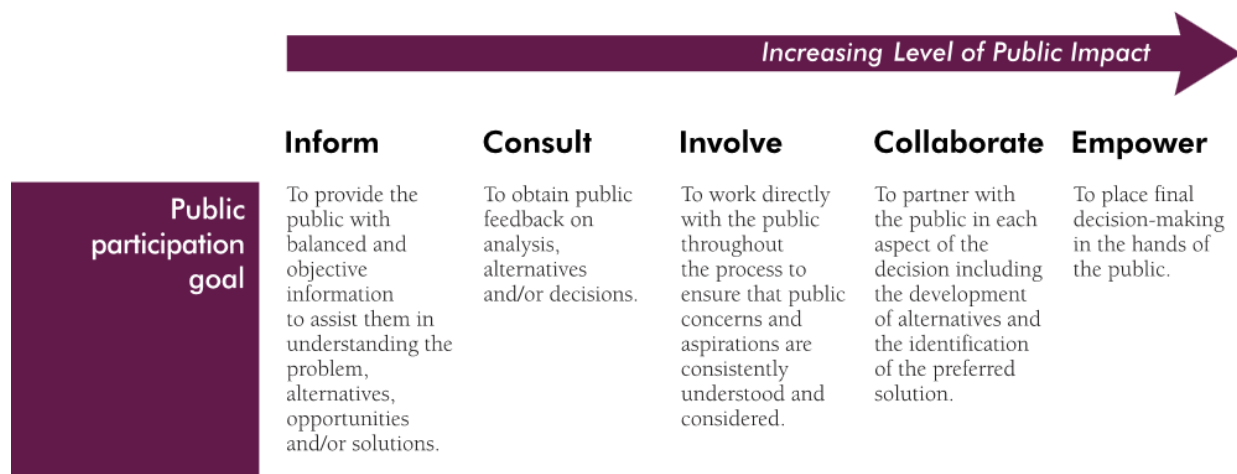 Increasing Level of Public Impact
Inform
Consult
Involve
Collaborate
Empower
Public
participation
goal
To provide the
public with
balanced and
objective
information
to assist them in
understanding the
problem,
alternatives,
opportunities
and/or solutions.
To obtain public
feedback on
analysis,
alternatives
and/or decisions.
To work directly
with the public
throughout
the process to
ensure that public
concerns and
aspirations are
consistently
understood and
considered.
To partner with
the public in each
aspect of the
decision including
the development
of alternatives and
the identification
of the preferred
solution.
To place final
decision-making
in the hands of
the public.